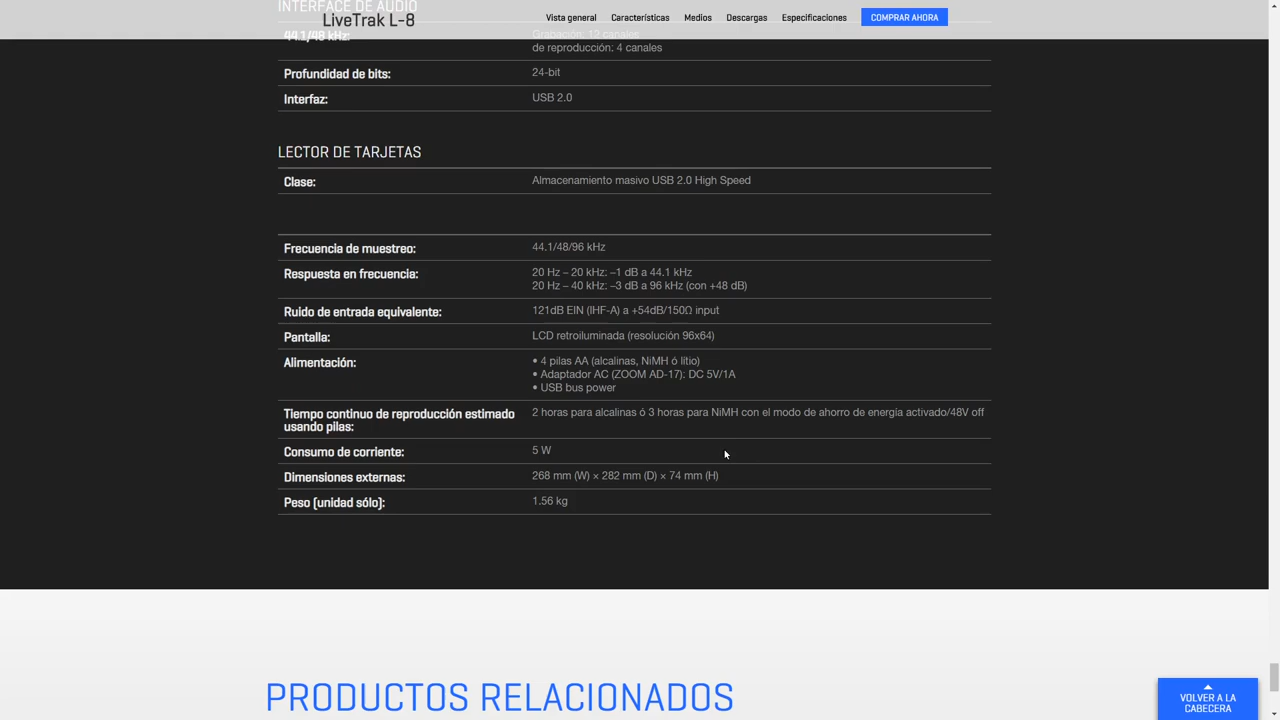 INTERFACE DE AUDIO
LiveTrak L-8
Vista general
Características
Medios
Descargas
Especificaciones
COMPRAR AHORA
44.1/48 kHz:
Grabación: 12 canales
de reproducción: 4 canales
Profundidad de bits:
24-bit
Interfaz:
USB 2.0
LECTOR DE TARJETAS
Clase:
Almacenamiento masivo USB 2.0 High Speed
Frecuencia de muestreo:
44.1/48/96 kHz
Respuesta en frecuencia:
20 Hz – 20 kHz: –1 dB a 44.1 kHz
20 Hz – 40 kHz: –3 dB a 96 kHz (con +48 dB)
Ruido de entrada equivalente:
121dB EIN (IHF-A) a +54dB/150Ω input
Pantalla:
LCD retroiluminada (resolución 96x64)
Alimentación:
• 4 pilas AA (alcalinas, NiMH ó lítio)
• Adaptador AC (ZOOM AD-17): DC 5V/1A
• USB bus power
Tiempo continuo de reproducción estimado
usando pilas:
2 horas para alcalinas ó 3 horas para NiMH con el modo de ahorro de energía activado/48V off
Consumo de corriente:
5 W
Dimensiones externas:
268 mm (W) × 282 mm (D) × 74 mm (H)
Peso (unidad sólo):
1.56 kg
PRODUCTOS RELACIONADOS
VOLVER A LA
CABECERA